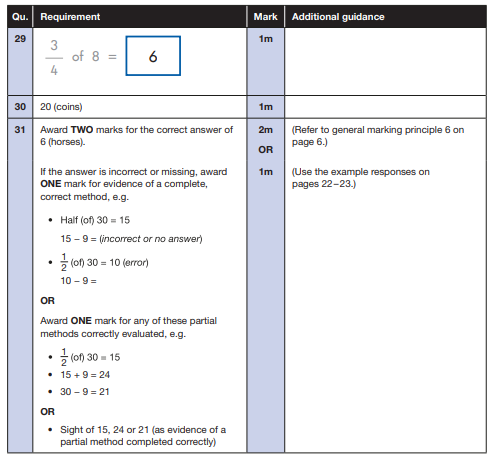 Qu. Requirement Mark Additional guidance
29 3/4 of 8 = 6 1m
30 20 (coins) 1m
31 Award TWO marks for the correct answer of 2m (Refer to general marking principle 6 on
6 (horses). page 6.)
OR
If the answer is incorrect or missing, award 1m (Use the example responses on
ONE mark for evidence of a complete, pages 22–23.)
correct method, e.g.
• Half (of) 30 = 15
15 – 9 = (incorrect or no answer)
• 1/2 (of) 30 = 10 (error)
10 – 9 =
OR
Award ONE mark for any of these partial
methods correctly evaluated, e.g.
• 1/2 (of) 30 = 15
• 15 + 9 = 24
• 30 – 9 = 21
OR
• Sight of 15, 24 or 21 (as evidence of a
partial method completed correctly)